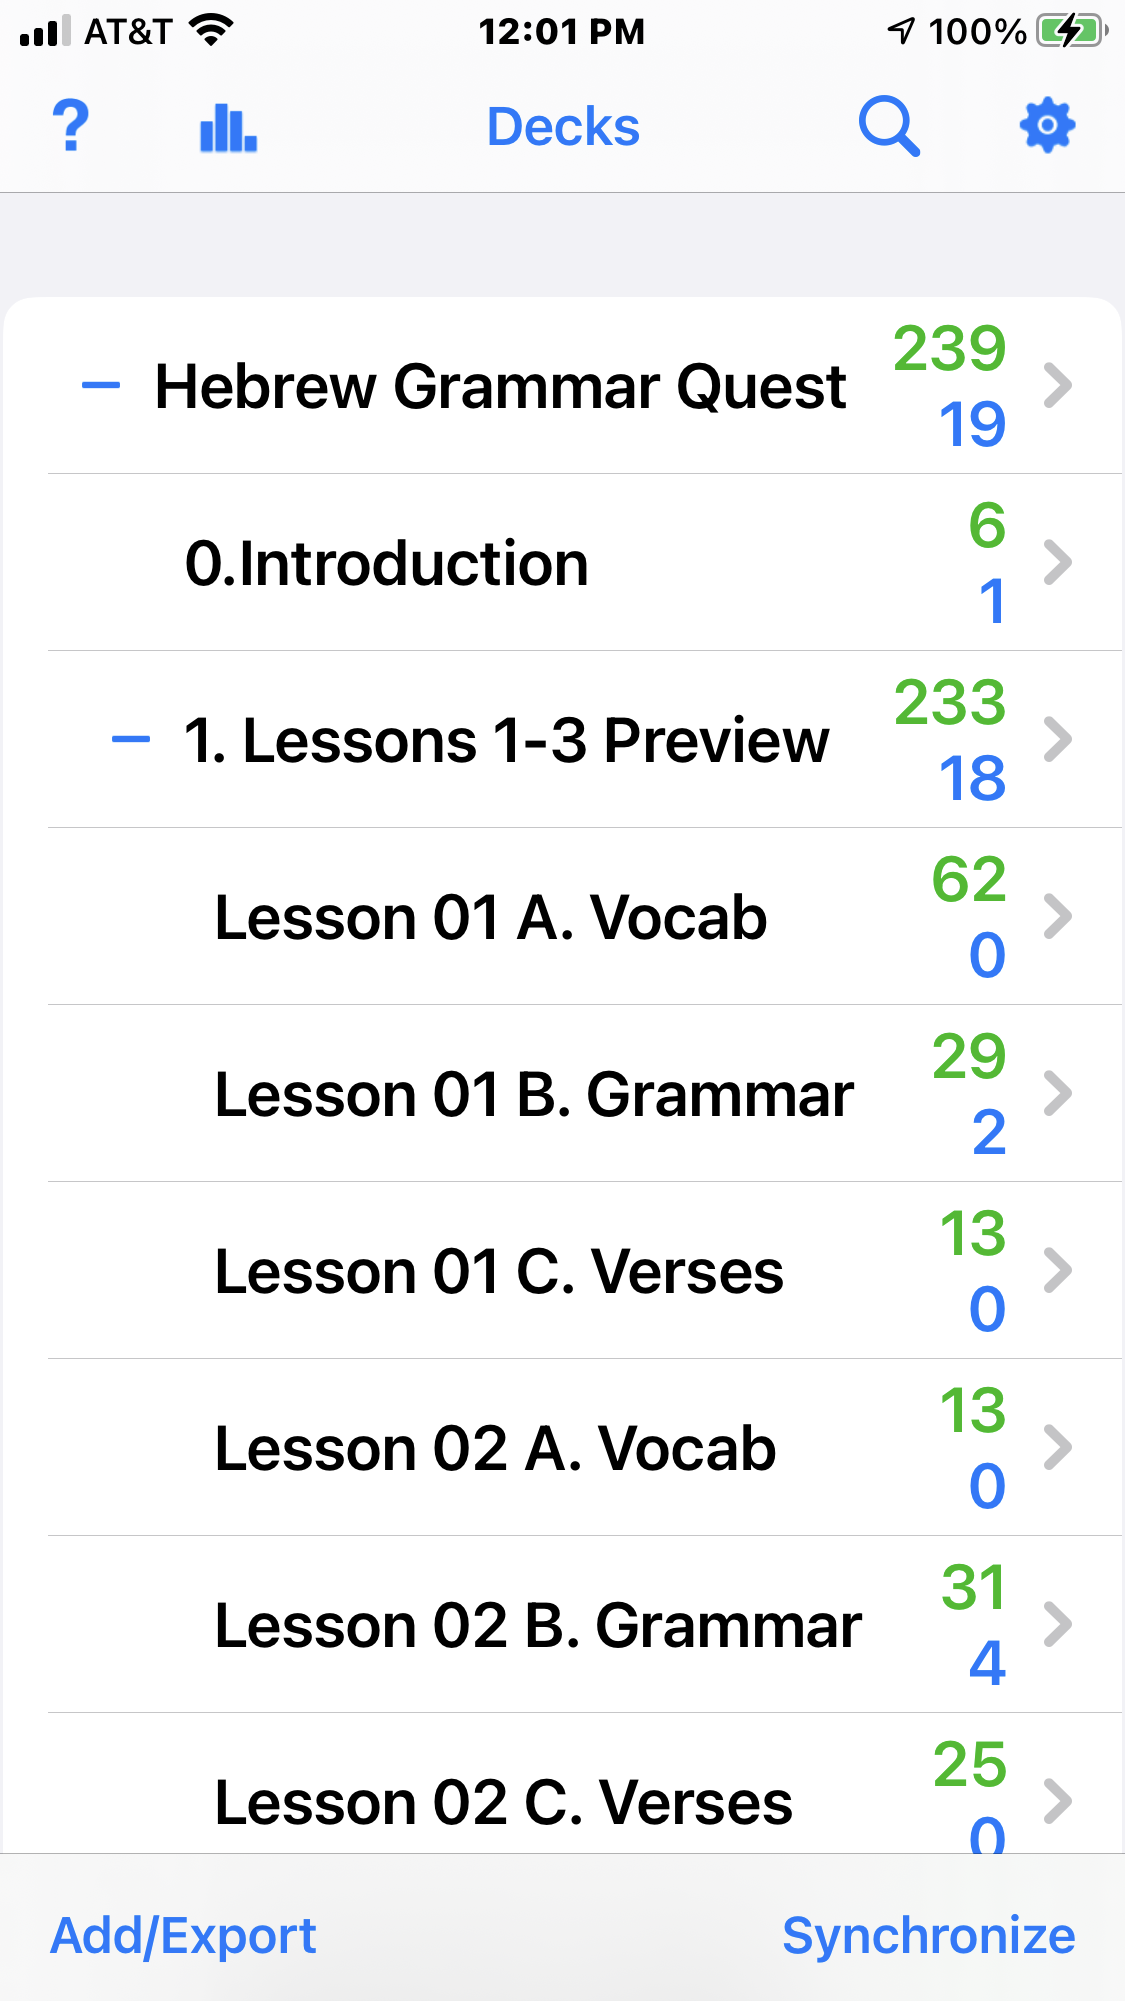 AT&T 12:01 PM 100%
? Decks
Hebrew Grammar Quest 239 19
0.Introduction 6 1
1. Lessons 1-3 Preview 233 18
Lesson 01 A. Vocab 62 0
Lesson 01 B. Grammar 29 2
Lesson 01 C. Verses 13 0
Lesson 02 A. Vocab 13 0
Lesson 02 B. Grammar 31 4
Lesson 02 C. Verses 25 0
Add/Export Synchronize